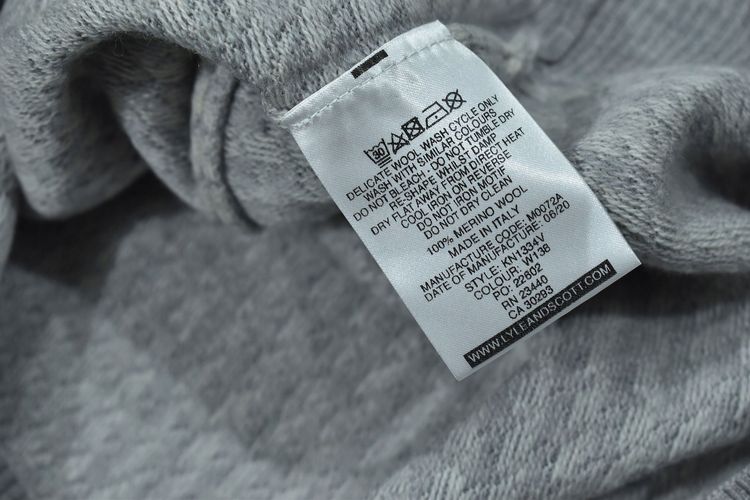 30
DELICATE WOOL WASH CYCLE ONLY
WASH WITH SIMILAR COLOURS
DO NOT BLEACH . DO NOT TUMBLE DRY
RE-SHAPE WHILE DAMP
DRY FLAT AWAY FROM DIRECT HEAT
COOL IRON ON REVERSE
DO NOT IRON MOTIF
DO NOT DRY CLEAN
100% MERINO WOOL
MADE IN ITALY
MANUFACTURE CODE: M0072A
DATE OF MANUFACTURE: 06/20
STYLE: KN1334V
COLOUR: W138
PO: 22602
RN 23440
CA 30293
WWW.LYLEANDSCOTT.COM